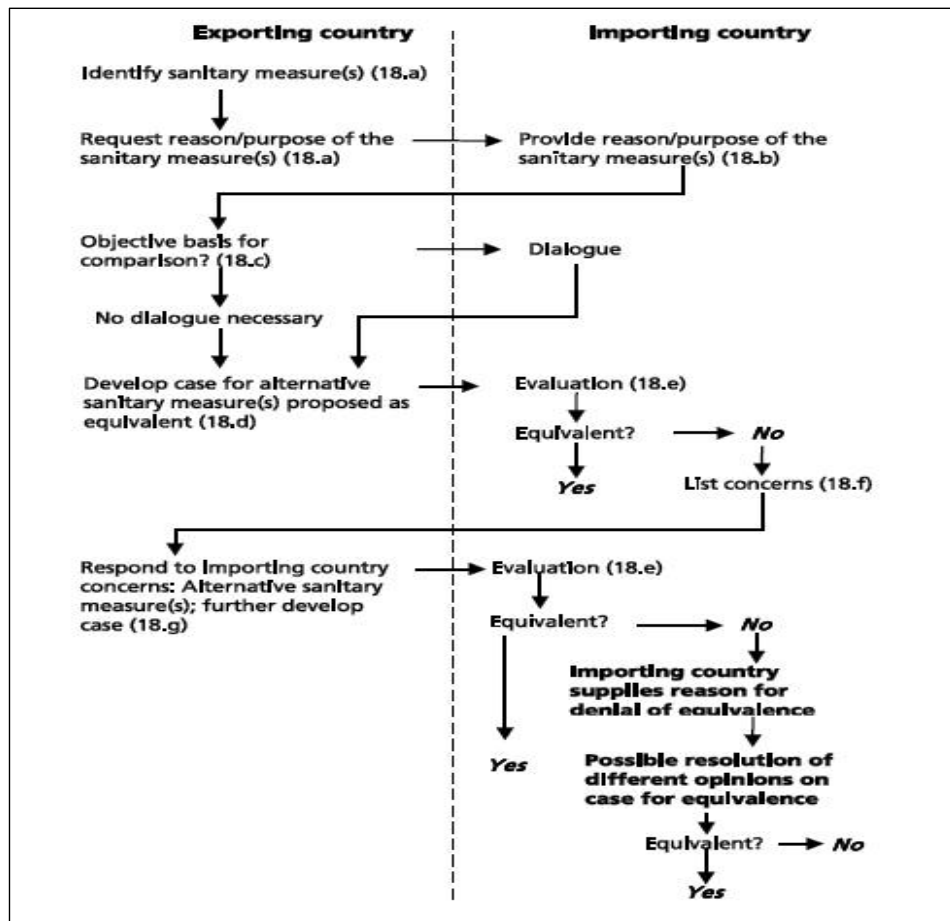 Exporting country
Importing country
Identify sanitary measure(s) (18.a)
Request reason/purpose of the
sanitary measure(s) (18.a)
Provide reason/purpose of the
sanitary measure(s) (18.b)
Objective basis for
comparison? (18.c)
Dialogue
No dialogue necessary
Develop case for alternative
sanitary measure(s) proposed as
equivalent (18.d)
Evaluation (18.e)
Equivalent?
No
Yes
List concerns (18.f)
Respond to importing country
concerns: Alternative sanitary
measure(s); further develop
case (18.g)
Evaluation (18.e)
Equivalent?
No
Importing country
supplies reason for
denial of equivalence
Yes
Possible resolution of
different opinions on
case for equivalence
Equivalent?
No
Yes